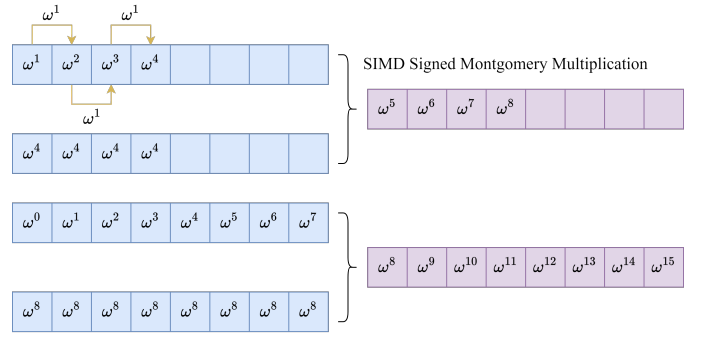 ω¹ ω¹
ω¹ ω² ω³ ω⁴
ω¹
SIMD Signed Montgomery Multiplication
ω⁵ ω⁶ ω⁷ ω⁸
ω⁴ ω⁴ ω⁴ ω⁴
ω⁰ ω¹ ω² ω³ ω⁴ ω⁵ ω⁶ ω⁷
ω⁸ ω⁹ ω¹⁰ ω¹¹ ω¹² ω¹³ ω¹⁴ ω¹⁵
ω⁸ ω⁸ ω⁸ ω⁸ ω⁸ ω⁸ ω⁸ ω⁸